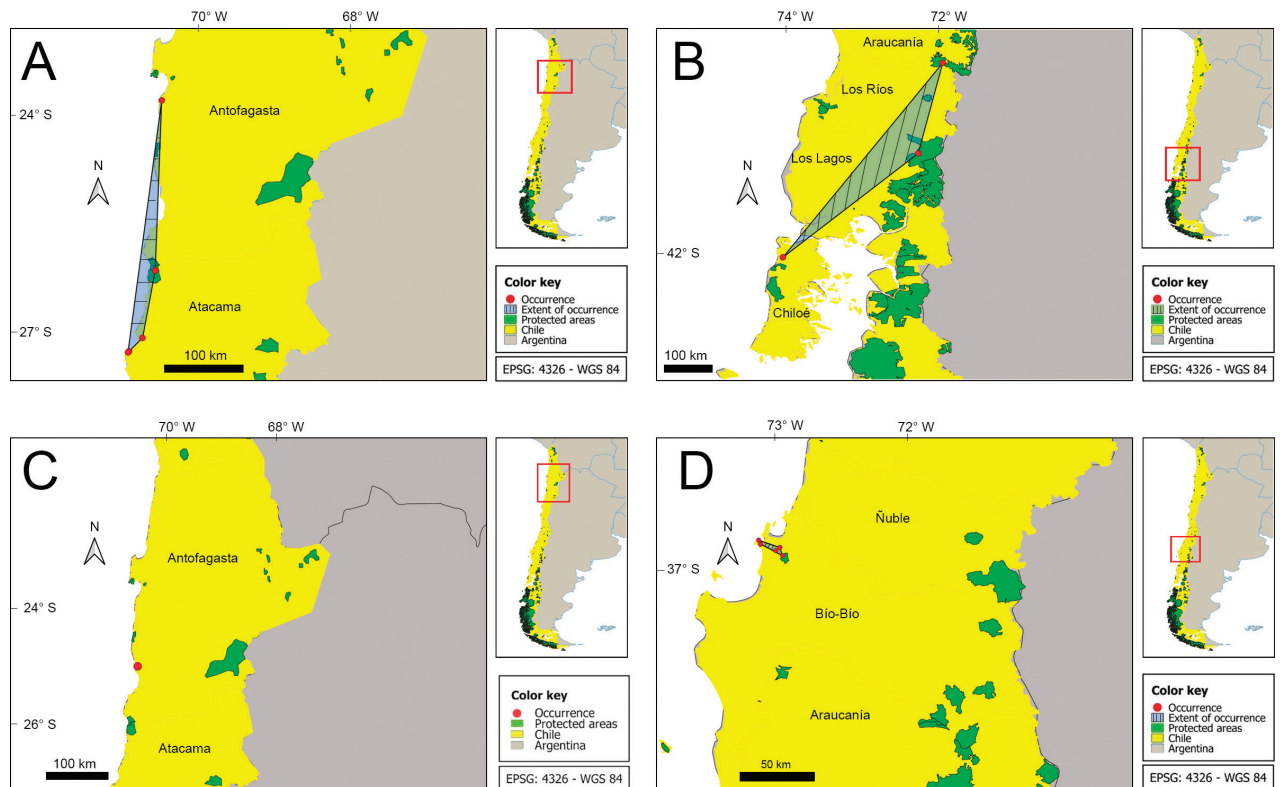 70° W
68° W
A
24° S
Antofagasta
N
Atacama
27° S
100 km
Color key
Occurrence
Extent of occurrence
Protected areas
Chile
Argentina
EPSG: 4326 - WGS 84
74° W
72° W
B
Araucanía
Los Ríos
Los Lagos
N
42° S
Chiloé
100 km
Color key
Occurrence
Extent of occurrence
Protected areas
Chile
Argentina
EPSG: 4326 - WGS 84
70° W
68° W
C
N
Antofagasta
24° S
26° S
Atacama
100 km
Color key
Occurrence
Protected areas
Chile
Argentina
EPSG: 4326 - WGS 84
73° W
72° W
D
Ñuble
N
37° S
Bío-Bío
Araucanía
50 km
Color key
Occurrence
Extent of occurrence
Protected areas
Chile
Argentina
EPSG: 4326 - WGS 84